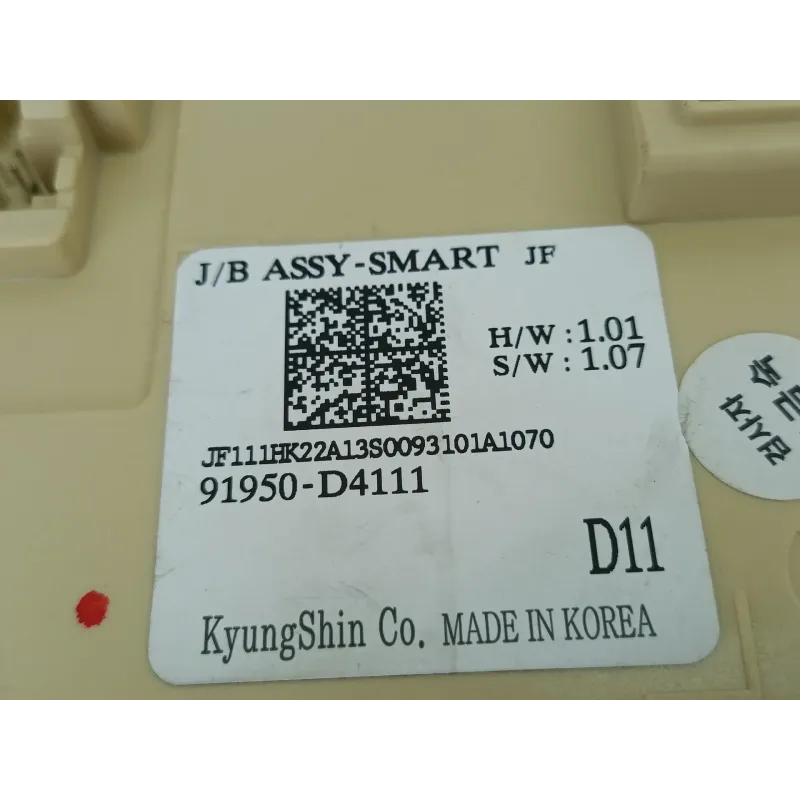 J/B ASSY-SMART JF
H/W : 1.01
S/W : 1.07
JF111HK22A13S0093101A1070
91950-D4111
D11
KyungShin Co. MADE IN KOREA